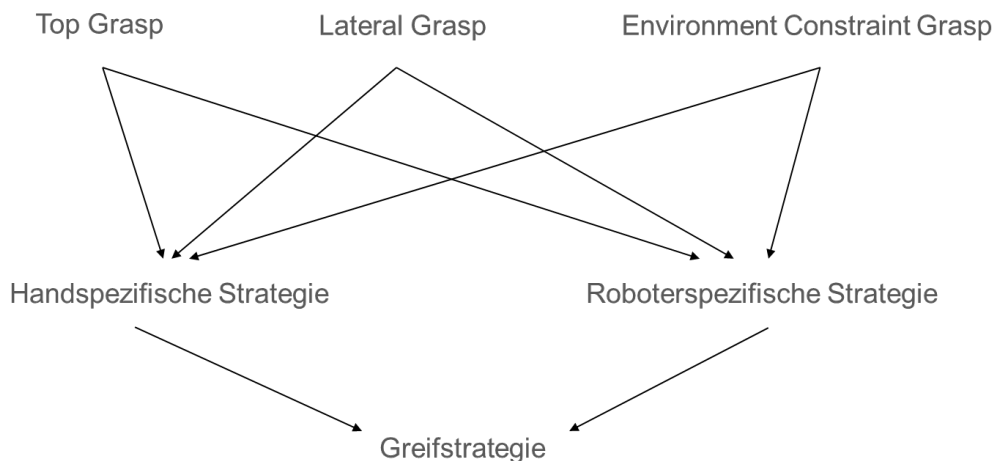 Top Grasp
Lateral Grasp
Environment Constraint Grasp
Handspezifische Strategie
Roboterspezifische Strategie
Greifstrategie